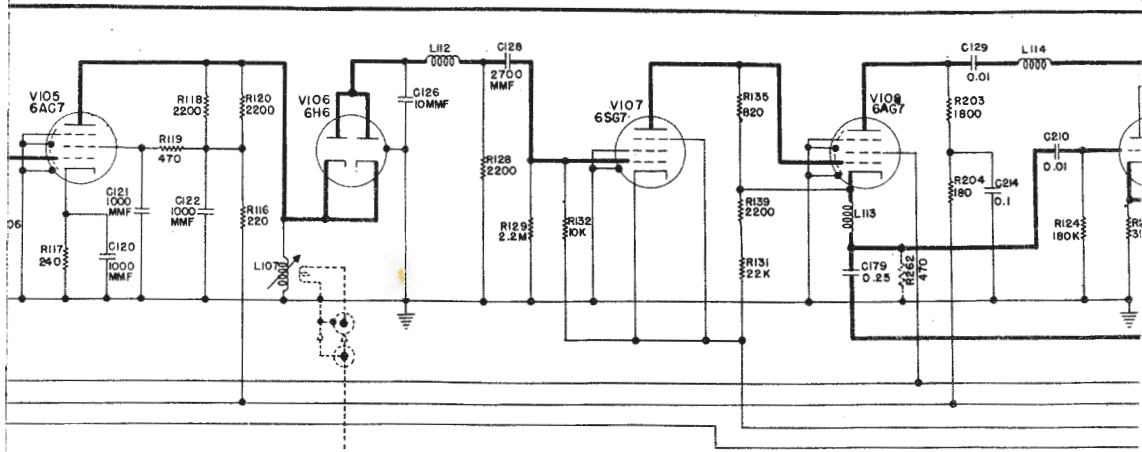 V105
6AC7
R118
2200
R120
2200
R119
470
C121
1000
MMF
C122
1000
MMF
R116
220
06
R117
240
C120
1000
MMF
L107
V106
6H6
C126
10MMF
L112
C128
2700
MMF
R128
2200
R129
2.2M
R132
10K
V107
6SG7
R135
820
R139
2200
R131
22K
V108
6AG7
L113
C179
0.25
R262
470
C129
0.01
L114
R203
1800
R204
180
C214
0.1
C210
0.01
R124
180K